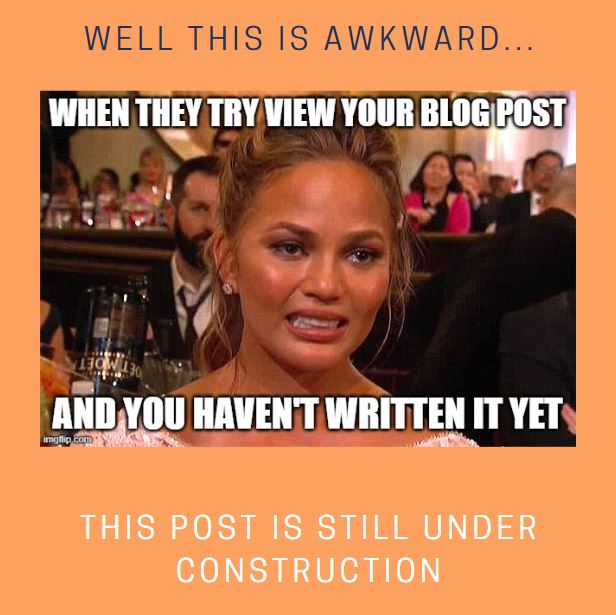 WELL THIS IS AWKWARD...
WHEN THEY TRY VIEW YOUR BLOG POST
MOET
AND YOU HAVEN'T WRITTEN IT YET
imgflip.com
THIS POST IS STILL UNDER
CONSTRUCTION